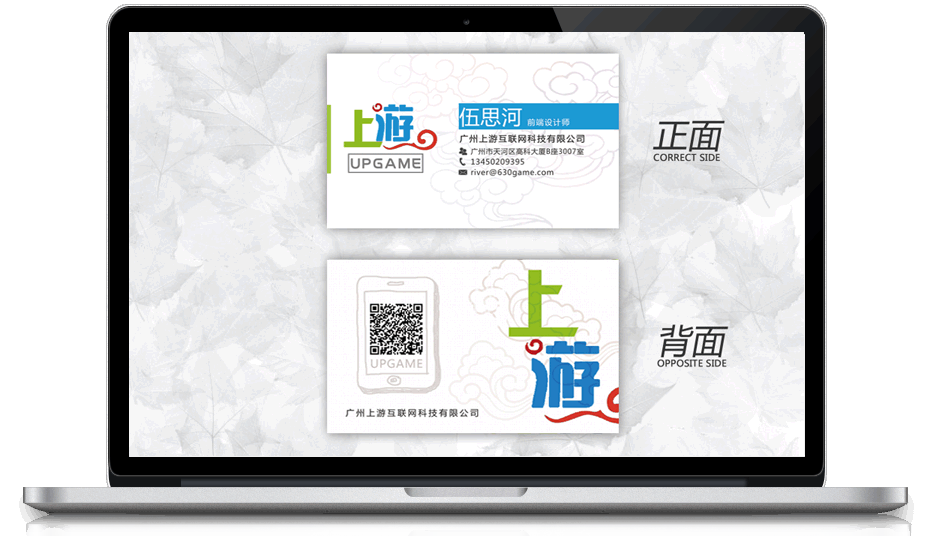 上游
UPGAME
伍思河 前端设计师
广州上游互联网科技有限公司
广州市天河区高科大厦B座3007室
13450209395
river@630game.com
正面
CORRECT SIDE
UPGAME
广州上游互联网科技有限公司
上
游
背面
OPPOSITE SIDE